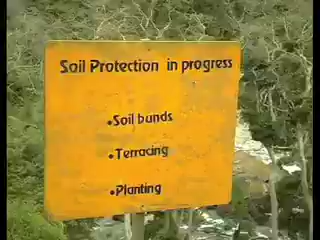 Soil Protection in progress
•Soil bunds
•Terracing
•Planting